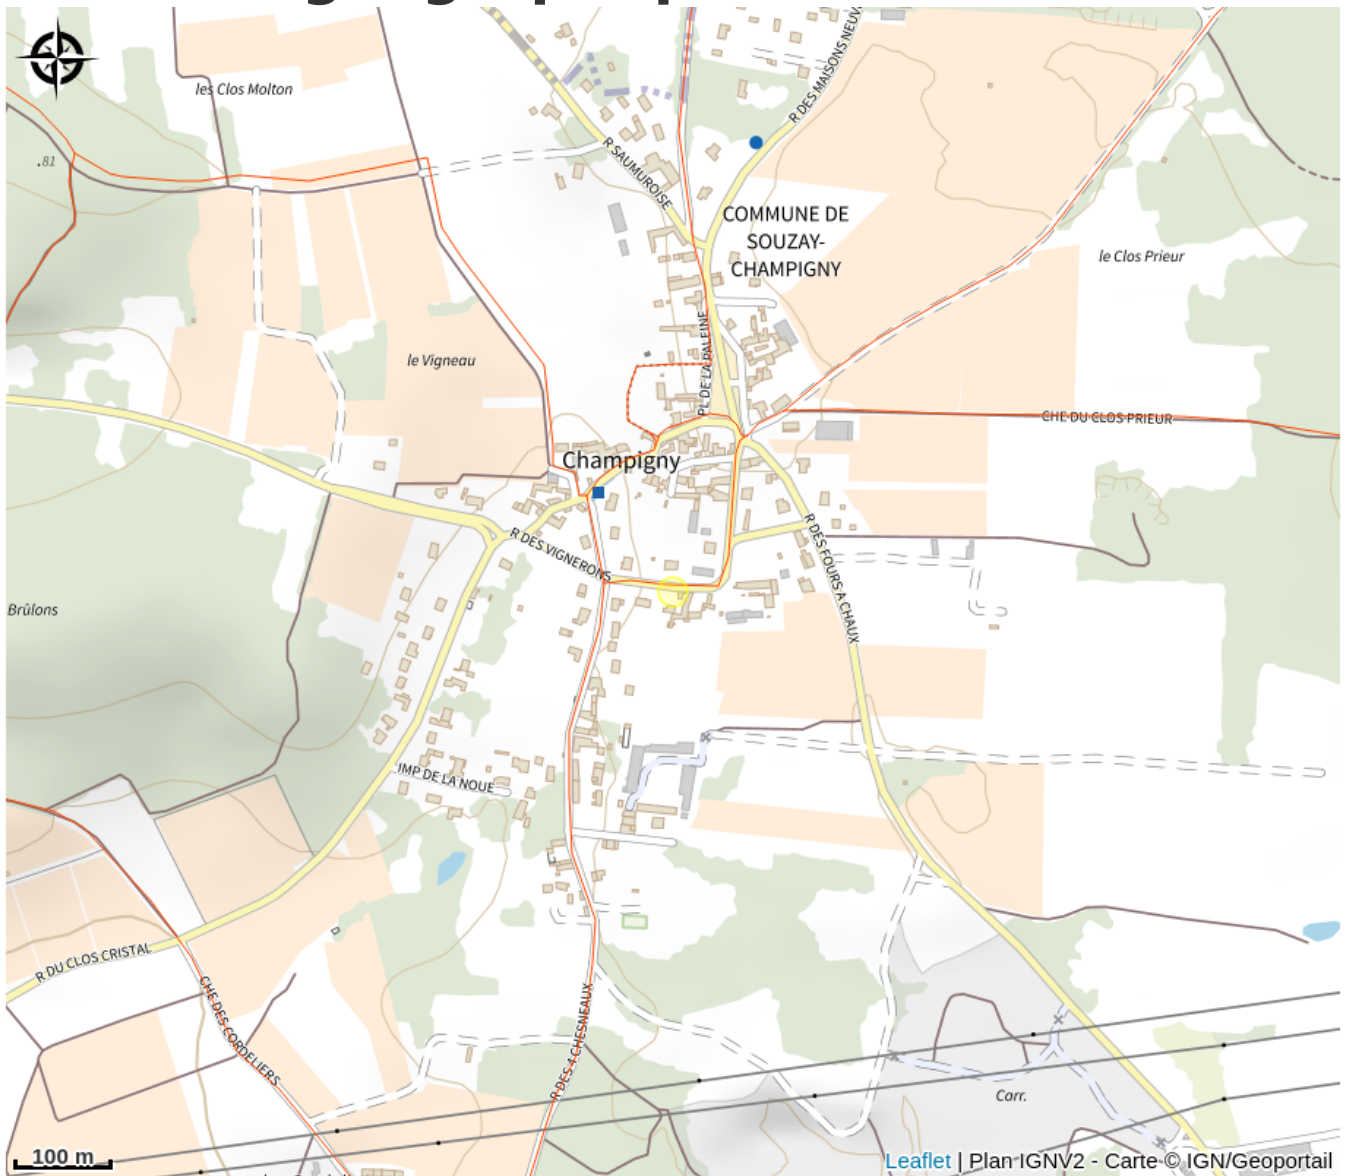 les Clos Molton
.81
R SAUMUROISE
R DES MAISONS NEUV
COMMUNE DE
SOUZAY-
CHAMPIGNY
le Clos Prieur
le Vigneau
PL DE LA PALEINE
CHE DU CLOS PRIEUR
Champigny
R DES VIGNERONS
R DES FOURS A CHAUX
Brûlons
IMP DE LA NOUE
R DU CLOS CRISTAL
CHE DES CORDELIERS
R DES 4 CHESNEAUX
Carr.
100 m
Leaflet | Plan IGNV2 - Carte © IGN/Geoportail